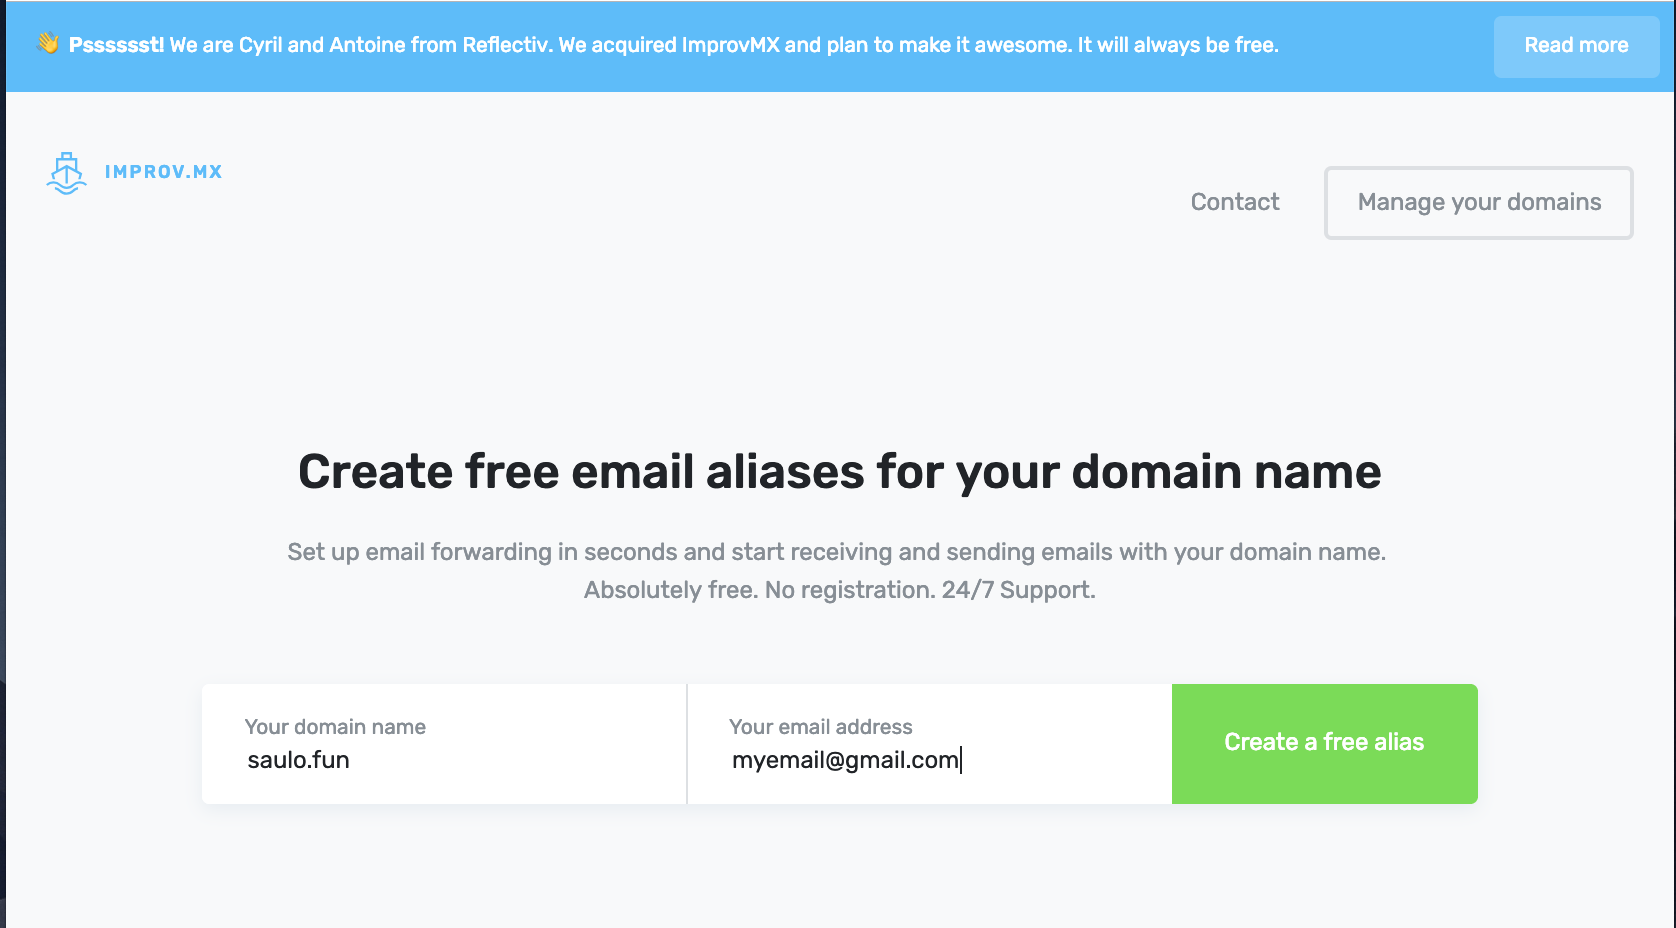 👋 Psssssst! We are Cyril and Antoine from Reflectiv. We acquired ImprovMX and plan to make it awesome. It will always be free.
Read more
IMPROV.MX
Contact
Manage your domains
Create free email aliases for your domain name
Set up email forwarding in seconds and start receiving and sending emails with your domain name.
Absolutely free. No registration. 24/7 Support.
Your domain name
saulo.fun
Your email address
myemail@gmail.com
Create a free alias